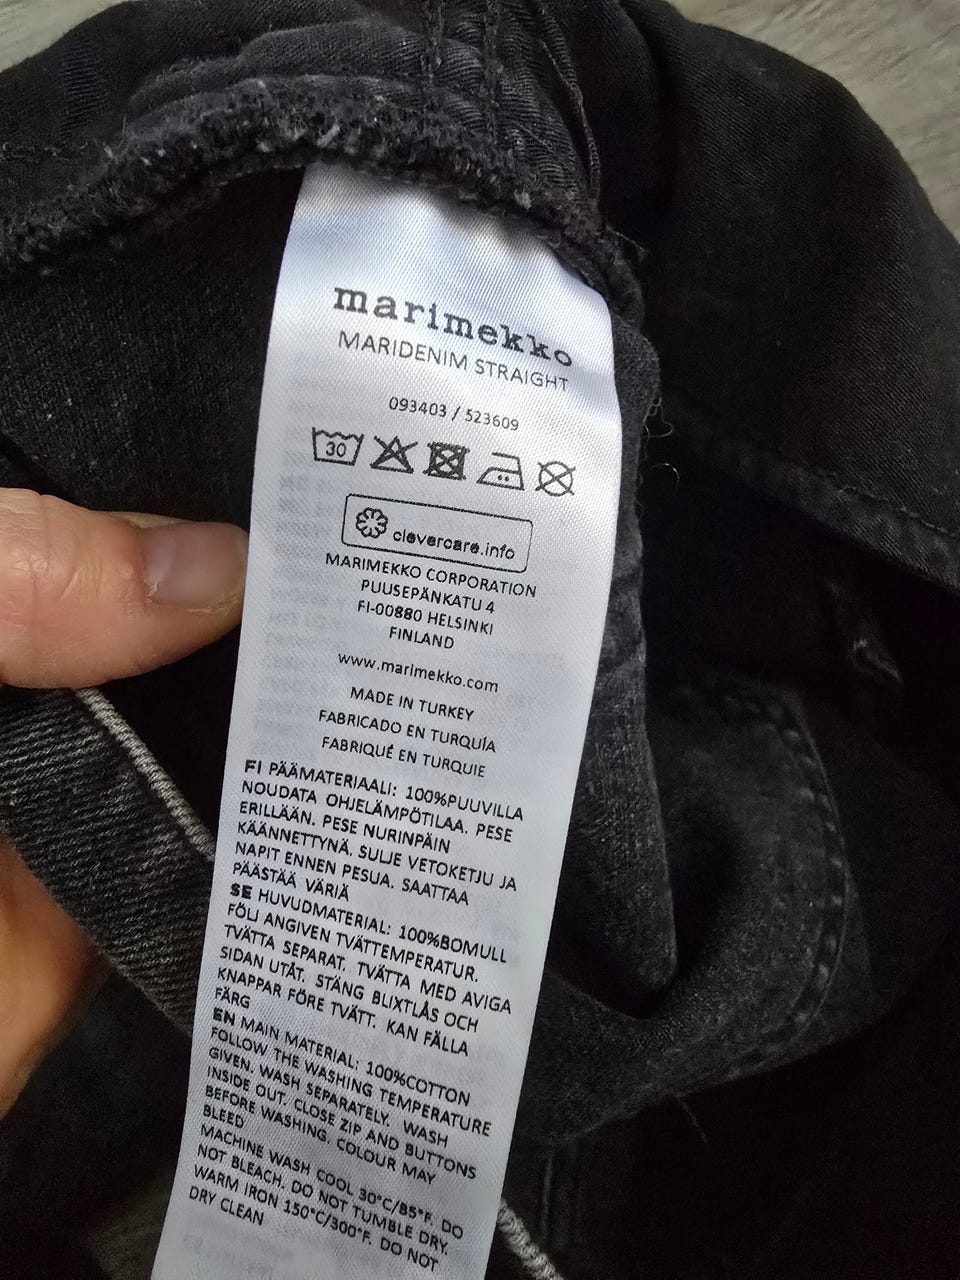 marimekko
MARIDENIM STRAIGHT
093403 / 523609
30
clevercare.info
MARIMEKKO CORPORATION
PUUSEPÄNKATU 4
FI-00880 HELSINKI
FINLAND
www.marimekko.com
MADE IN TURKEY
FABRICADO EN TURQUÍA
FABRIQUÉ EN TURQUIE
FI PÄÄMATERIAALI: 100%PUUVILLA
NOUDATA OHJELÄMPÖTILAA. PESE
ERILLÄÄN. PESE NURINPÄIN
KÄÄNNETTYNÄ. SULJE VETOKETJU JA
NAPIT ENNEN PESUA. SAATTAA
PÄÄSTÄÄ VÄRIÄ
SE HUVUDMATERIAL: 100%BOMULL
FÖLJ ANGIVEN TVÄTTEMPERATUR.
TVÄTTA SEPARAT. TVÄTTA MED AVIGA
SIDAN UTÅT. STÄNG BLIXTLÅS OCH
KNAPPAR FÖRE TVÄTT. KAN FÄLLA
FÄRG
EN MAIN MATERIAL: 100%COTTON
FOLLOW THE WASHING TEMPERATURE
GIVEN. WASH SEPARATELY. WASH
INSIDE OUT. CLOSE ZIP AND BUTTONS
BEFORE WASHING. COLOUR MAY
BLEED
MACHINE WASH COOL 30°C/85°F. DO
NOT BLEACH. DO NOT TUMBLE DRY.
WARM IRON 150°C/300°F. DO NOT
DRY CLEAN